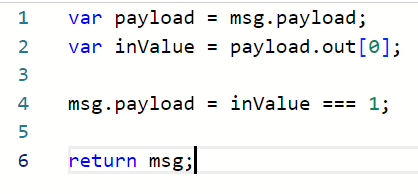 1 var payload = msg.payload;
2 var inValue = payload.out[0];
3
4 msg.payload = inValue === 1;
5
6 return msg;